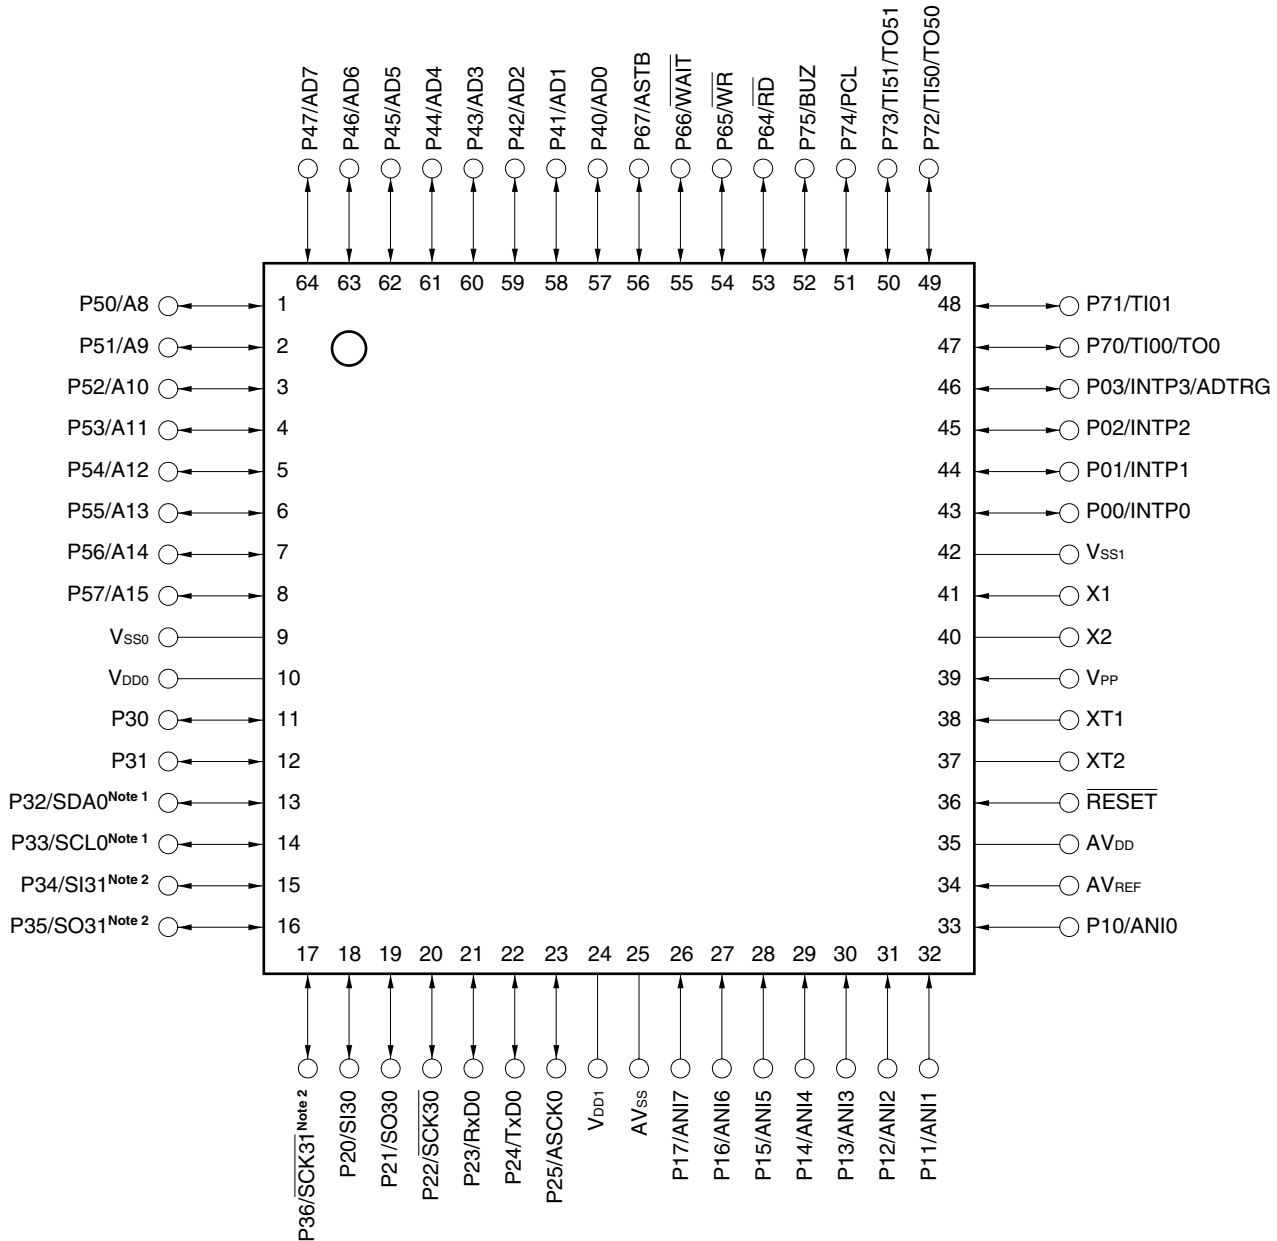 P47/AD7
P46/AD6
P45/AD5
P44/AD4
P43/AD3
P42/AD2
P41/AD1
P40/AD0
P67/ASTB
P66/W̅A̅I̅T̅
P65/W̅R̅
P64/R̅D̅
P75/BUZ
P74/PCL
P73/TI51/TO51
P72/TI50/TO50
64 63 62 61 60 59 58 57 56 55 54 53 52 51 50 49
P50/A8 1
P51/A9 2
P52/A10 3
P53/A11 4
P54/A12 5
P55/A13 6
P56/A14 7
P57/A15 8
VSS0 9
VDD0 10
P30 11
P31 12
P32/SDA0Note 1 13
P33/SCL0Note 1 14
P34/SI31Note 2 15
P35/SO31Note 2 16
48 P71/TI01
47 P70/TI00/TO0
46 P03/INTP3/ADTRG
45 P02/INTP2
44 P01/INTP1
43 P00/INTP0
42 VSS1
41 X1
40 X2
39 VPP
38 XT1
37 XT2
36 R̅E̅S̅E̅T̅
35 AVDD
34 AVREF
33 P10/ANI0
17 18 19 20 21 22 23 24 25 26 27 28 29 30 31 32
P36/S̅C̅K̅3̅1̅Note 2
P20/SI30
P21/SO30
P22/S̅C̅K̅3̅0̅
P23/RxD0
P24/TxD0
P25/ASCK0
VDD1
AVSS
P17/ANI7
P16/ANI6
P15/ANI5
P14/ANI4
P13/ANI3
P12/ANI2
P11/ANI1